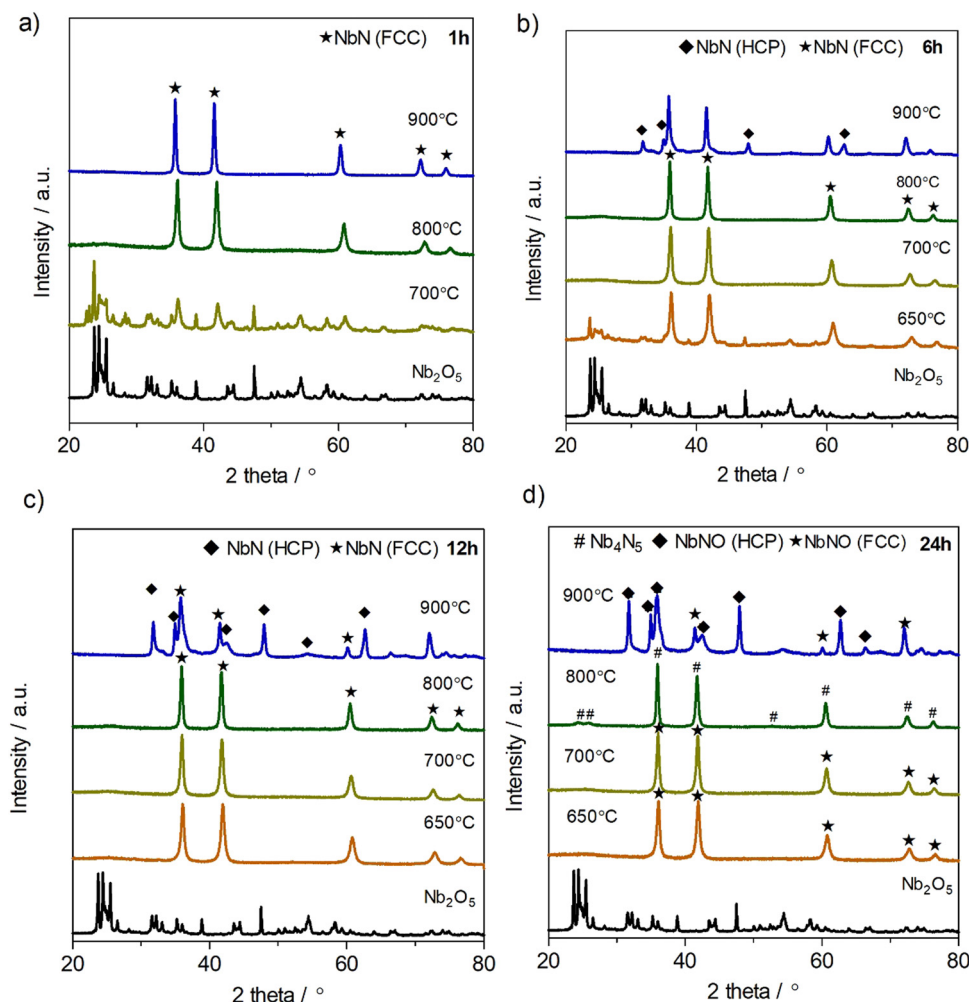 a)
★NbN (FCC) 1h
900°C
800°C
700°C
Nb₂O₅
Intensity / a.u.
20 40 60 80
2 theta / °
b)
◆NbN (HCP) ★NbN (FCC) 6h
900°C
800°C
700°C
650°C
Nb₂O₅
Intensity / a.u.
20 40 60 80
2 theta / °
c)
◆ NbN (HCP) ★NbN (FCC) 12h
900°C
800°C
700°C
650°C
Nb₂O₅
Intensity / a.u.
20 40 60 80
2 theta / °
d)
# Nb₄N₅ ◆NbNO (HCP) ★NbNO (FCC) 24h
900°C
# #
800°C
## # # # #
700°C
650°C
Nb₂O₅
Intensity / a.u.
20 40 60 80
2 theta / °